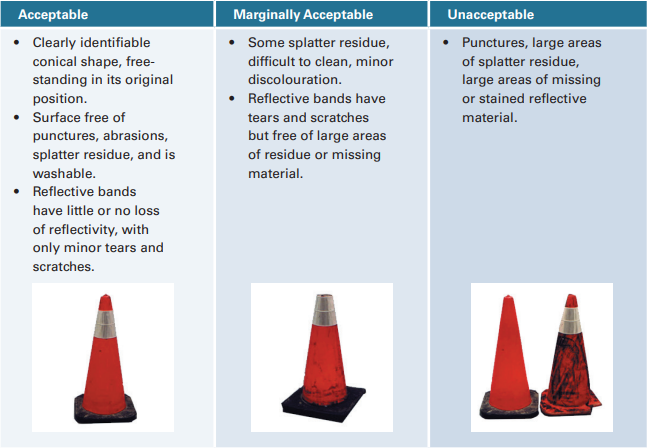 Acceptable
• Clearly identifiable
conical shape, free-
standing in its original
position.
• Surface free of
punctures, abrasions,
splatter residue, and is
washable.
• Reflective bands
have little or no loss
of reflectivity, with
only minor tears and
scratches.
Marginally Acceptable
• Some splatter residue,
difficult to clean, minor
discolouration.
• Reflective bands have
tears and scratches
but free of large areas
of residue or missing
material.
Unacceptable
• Punctures, large areas
of splatter residue,
large areas of missing
or stained reflective
material.